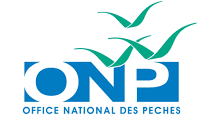 ONP
OFFICE NATIONAL DES PECHES